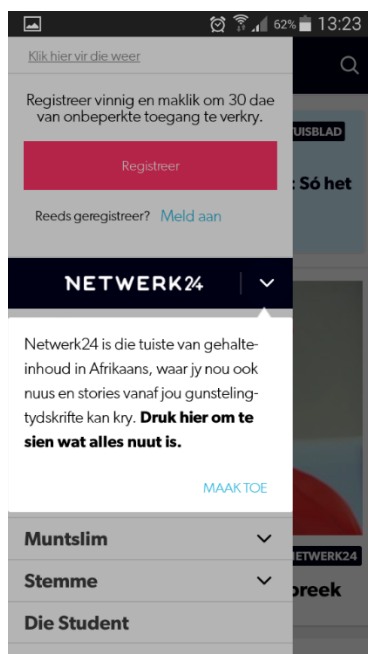 62% 13:23
Klik hier vir die weer
Registreer vinnig en maklik om 30 dae
van onbeperkte toegang te verkry.
Registreer
Reeds geregistreer? Meld aan
UISBLAD
: Só het
NETWERK24
Netwerk24 is die tuiste van gehalte-
inhoud in Afrikaans, waar jy nou ook
nuus en stories vanaf jou gunsteling-
tydskrifte kan kry. Druk hier om te
sien wat alles nuut is.
MAAK TOE
Muntslim
ETWERK24
Stemme
preek
Die Student